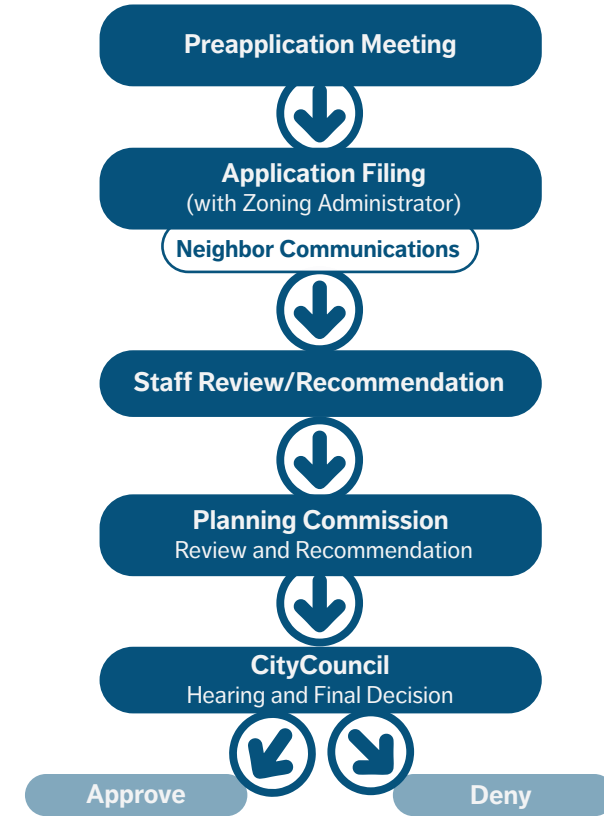 Preapplication Meeting
Application Filing
(with Zoning Administrator)
Neighbor Communications
Staff Review/Recommendation
Planning Commission
Review and Recommendation
CityCouncil
Hearing and Final Decision
Approve
Deny